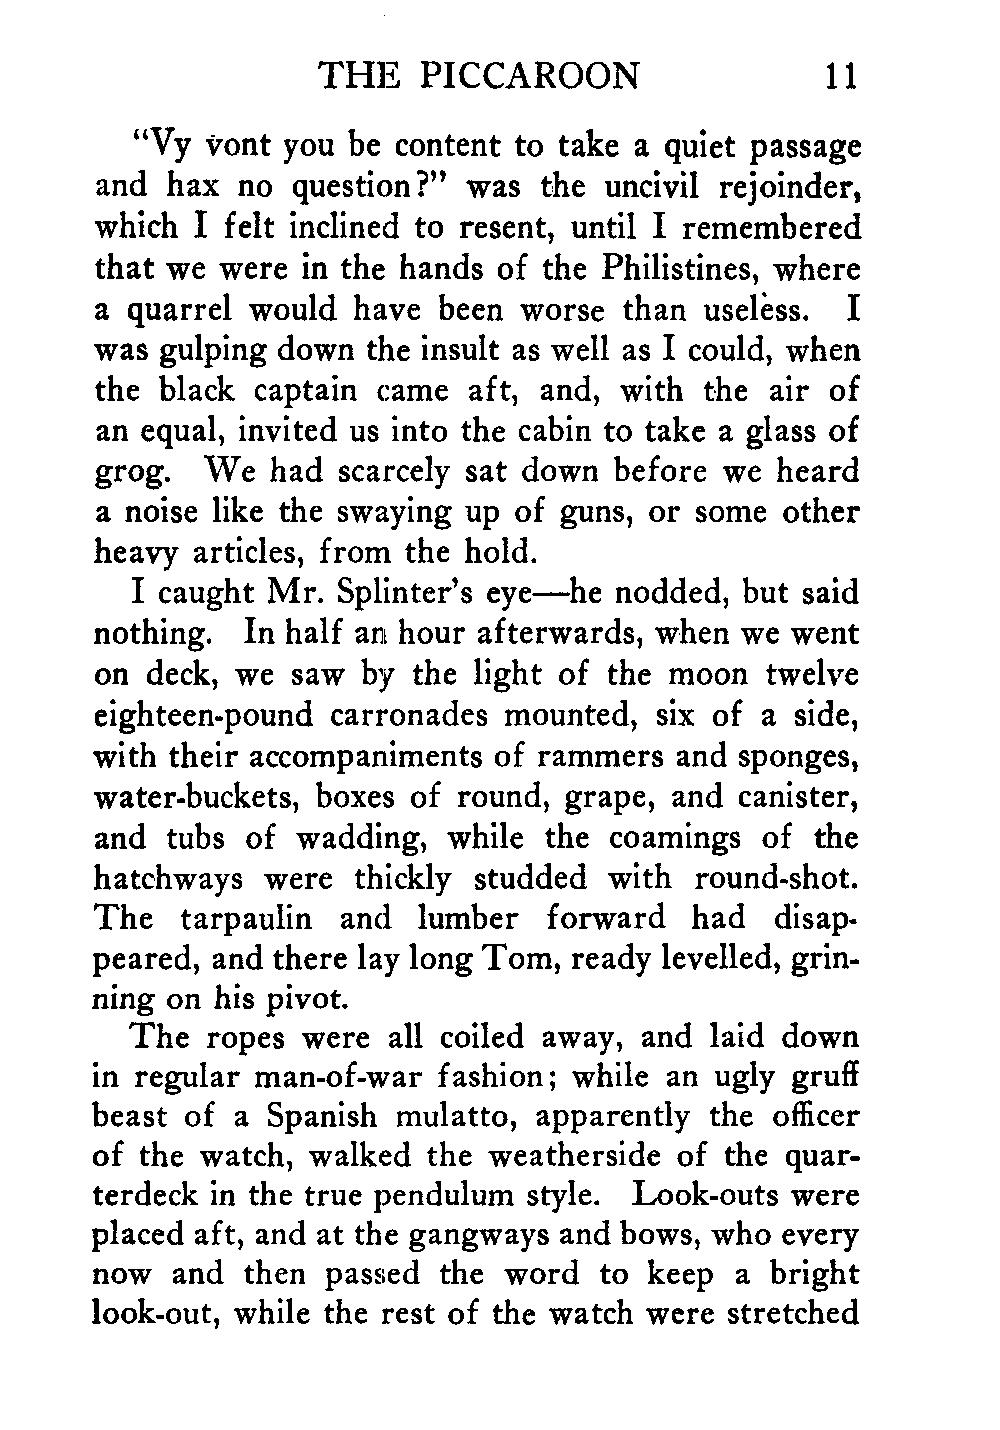 THE PICCAROON 11
“Vy vont you be content to take a quiet passage
and hax no question?” was the uncivil rejoinder,
which I felt inclined to resent, until I remembered
that we were in the hands of the Philistines, where
a quarrel would have been worse than useless. I
was gulping down the insult as well as I could, when
the black captain came aft, and, with the air of
an equal, invited us into the cabin to take a glass of
grog. We had scarcely sat down before we heard
a noise like the swaying up of guns, or some other
heavy articles, from the hold.
I caught Mr. Splinter’s eye—he nodded, but said
nothing. In half an hour afterwards, when we went
on deck, we saw by the light of the moon twelve
eighteen-pound carronades mounted, six of a side,
with their accompaniments of rammers and sponges,
water-buckets, boxes of round, grape, and canister,
and tubs of wadding, while the coamings of the
hatchways were thickly studded with round-shot.
The tarpaulin and lumber forward had disap-
peared, and there lay long Tom, ready levelled, grin-
ning on his pivot.
The ropes were all coiled away, and laid down
in regular man-of-war fashion; while an ugly gruff
beast of a Spanish mulatto, apparently the officer
of the watch, walked the weatherside of the quar-
terdeck in the true pendulum style. Look-outs were
placed aft, and at the gangways and bows, who every
now and then passed the word to keep a bright
look-out, while the rest of the watch were stretched